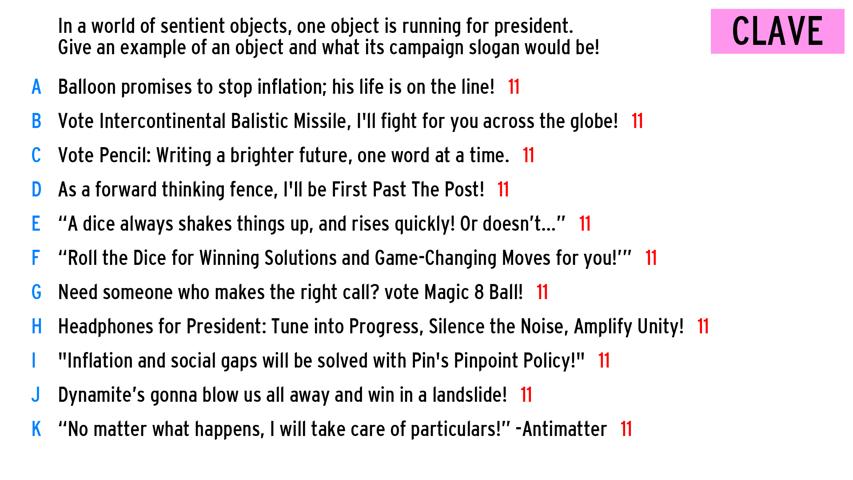 In a world of sentient objects, one object is running for president.
CLAVE
Give an example of an object and what its campaign slogan would be!
A Balloon promises to stop inflation; his life is on the line! 11
B Vote Intercontinental Balistic Missile, I'll fight for you across the globe! 11
C Vote Pencil: Writing a brighter future, one word at a time. 11
D As a forward thinking fence, I'll be First Past The Post! 11
E “A dice always shakes things up, and rises quickly! Or doesn't...” 11
F “Roll the Dice for Winning Solutions and Game-Changing Moves for you!'” 11
G Need someone who makes the right call? vote Magic 8 Ball! 11
H Headphones for President: Tune into Progress, Silence the Noise, Amplify Unity! 11
I "Inflation and social gaps will be solved with Pin's Pinpoint Policy!" 11
J Dynamite’s gonna blow us all away and win in a landslide! 11
K “No matter what happens, I will take care of particulars!” -Antimatter 11